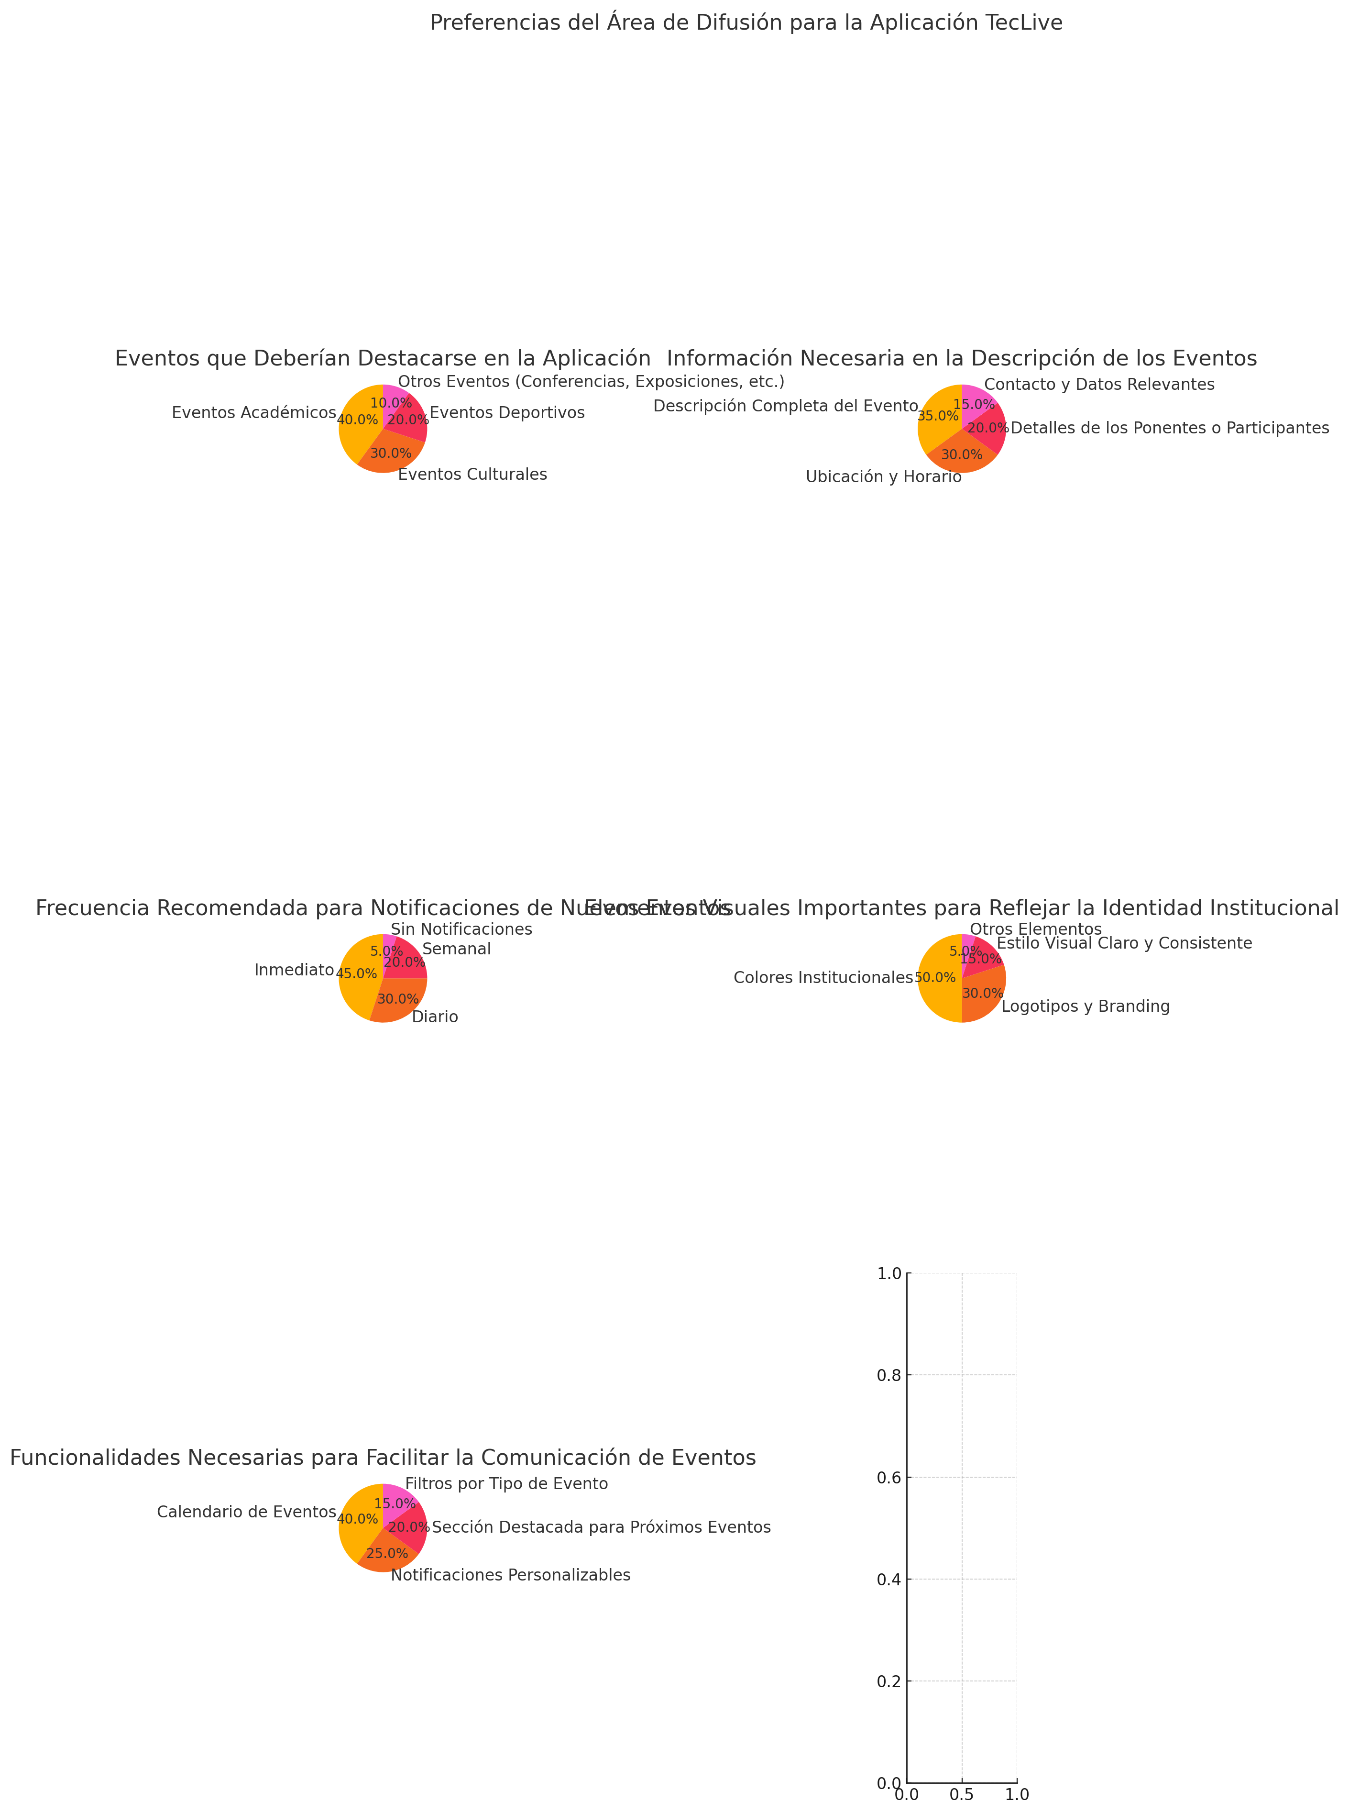 Preferencias del Área de Difusión para la Aplicación TecLive
Eventos que Deberían Destacarse en la Aplicación
Otros Eventos (Conferencias, Exposiciones, etc.)
10.0%
Eventos Académicos
40.0%
20.0%
Eventos Deportivos
30.0%
Eventos Culturales
Información Necesaria en la Descripción de los Eventos
Contacto y Datos Relevantes
15.0%
Descripción Completa del Evento
35.0%
20.0%
Detalles de los Ponentes o Participantes
30.0%
Ubicación y Horario
Frecuencia Recomendada para Notificaciones de Nuevos Eventos
Sin Notificaciones
5.0%
Semanal
20.0%
Inmediato
45.0%
30.0%
Diario
Elementos Visuales Importantes para Reflejar la Identidad Institucional
Otros Elementos
5.0%
Estilo Visual Claro y Consistente
15.0%
Colores Institucionales
50.0%
30.0%
Logotipos y Branding
Funcionalidades Necesarias para Facilitar la Comunicación de Eventos
Filtros por Tipo de Evento
15.0%
Calendario de Eventos
40.0%
20.0%
Sección Destacada para Próximos Eventos
25.0%
Notificaciones Personalizables
1.0
0.8
0.6
0.4
0.2
0.0
0.0 0.5 1.0